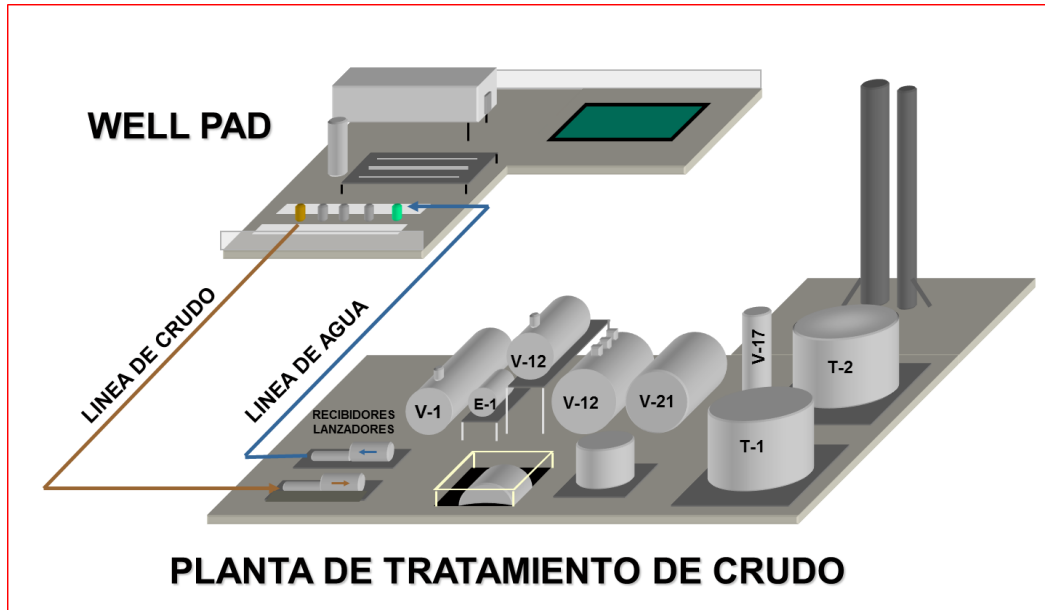 WELL PAD
LINEA DE CRUDO
LINEA DE AGUA
RECIBIDORES
LANZADORES
V-1
E-1
V-12
V-12
V-21
V-17
T-2
T-1
PLANTA DE TRATAMIENTO DE CRUDO